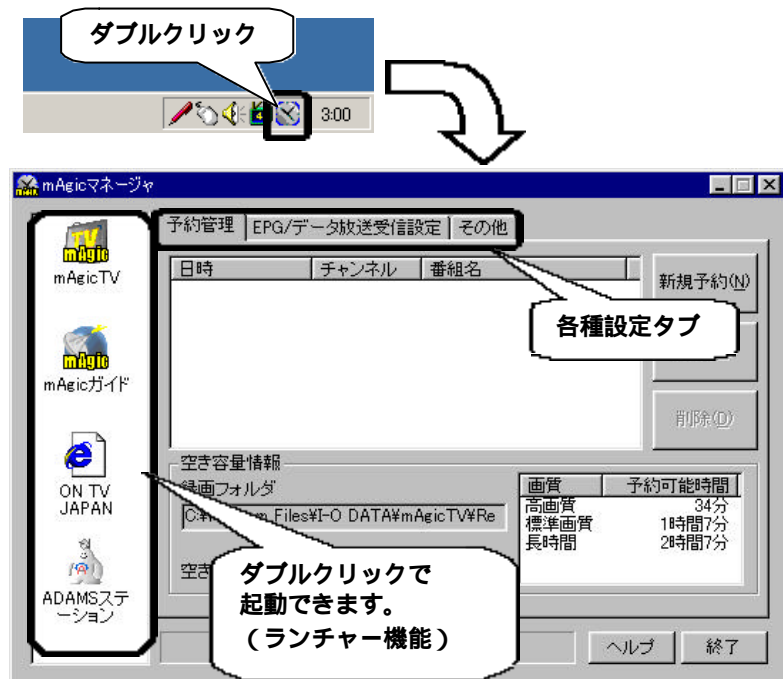 ダブルクリック
3:00
mAgicマネージャ
予約管理
EPG/データ放送受信設定
その他
mAgic
mAgicTV
mAgic
mAgicガイド
ON TV
JAPAN
ADAMSステ
ーション
日時
チャンネル
番組名
新規予約(N)
各種設定タブ
削除(D)
空き容量情報
録画フォルダ
Files¥I-O DATA¥mAgicTV¥Re
空き
画質
予約可能時間
高画質
34分
標準画質
1時間7分
長時間
2時間7分
ダブルクリックで
起動できます。
(ランチャー機能)
ヘルプ
終了